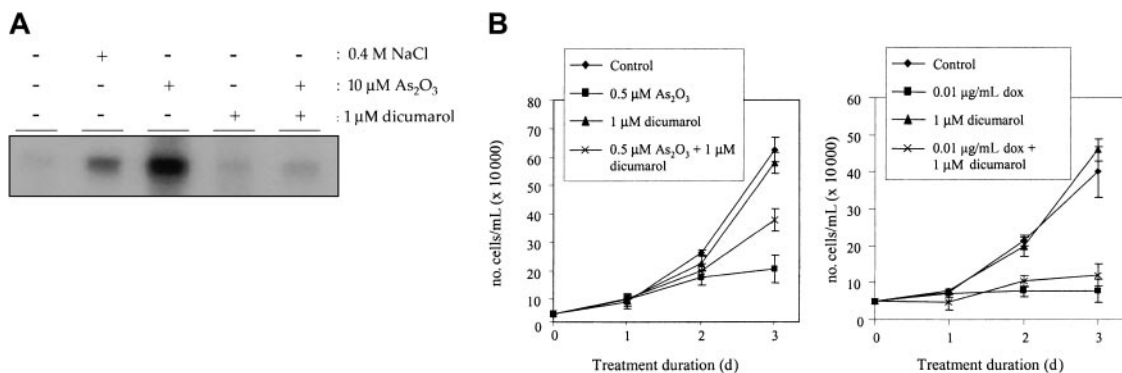 A
- + - - - : 0.4 M NaCl
- - + - + : 10 µM As₂O₃
- - - + + : 1 µM dicumarol
B
Control
0.5 µM As₂O₃
1 µM dicumarol
0.5 µM As₂O₃ + 1 µM
dicumarol
80
70
60
50
40
30
20
10
0
no. cells/mL (x 10 000)
0 1 2 3
Treatment duration (d)
Control
0.01 µg/mL dox
1 µM dicumarol
0.01 µg/mL dox +
1 µM dicumarol
60
50
40
30
20
10
0
no. cells/mL (x 10 000)
0 1 2 3
Treatment duration (d)